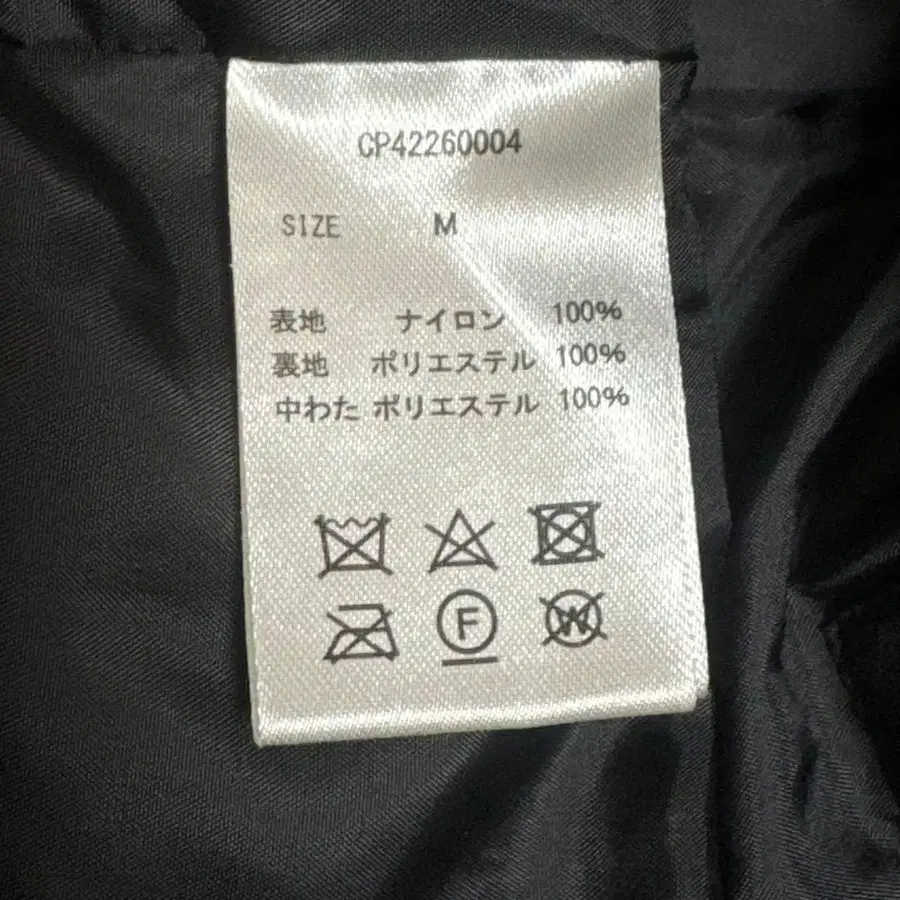 CP42260004
SIZE M
表地 ナイロン 100%
裏地 ポリエステル 100%
中わた ポリエステル 100%
F W